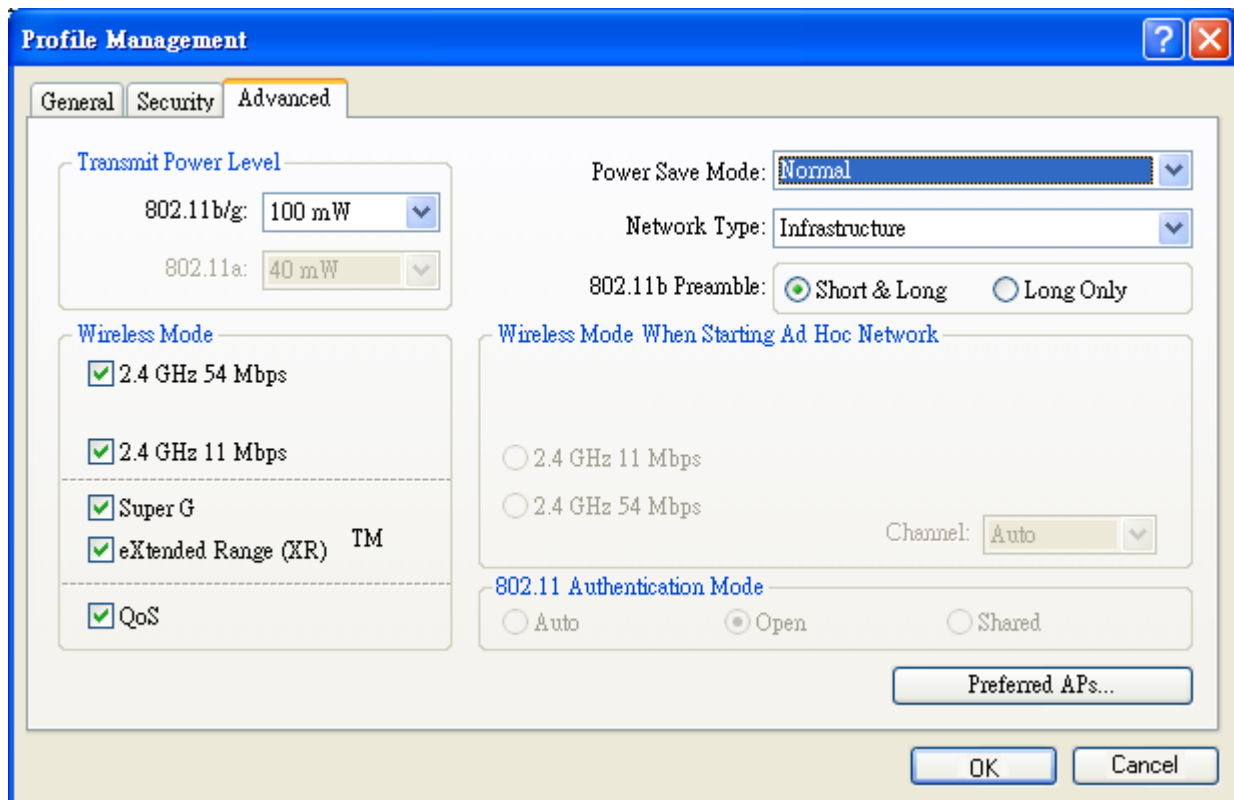 Profile Management
General Security Advanced
Transmit Power Level
802.11b/g: 100 mW
802.11a: 40 mW
Power Save Mode: Normal
Network Type: Infrastructure
802.11b Preamble: Short & Long Long Only
Wireless Mode
2.4 GHz 54 Mbps
2.4 GHz 11 Mbps
Super G
eXtended Range (XR) TM
QoS
Wireless Mode When Starting Ad Hoc Network
2.4 GHz 11 Mbps
2.4 GHz 54 Mbps
Channel: Auto
802.11 Authentication Mode
Auto Open Shared
Preferred APs...
OK Cancel